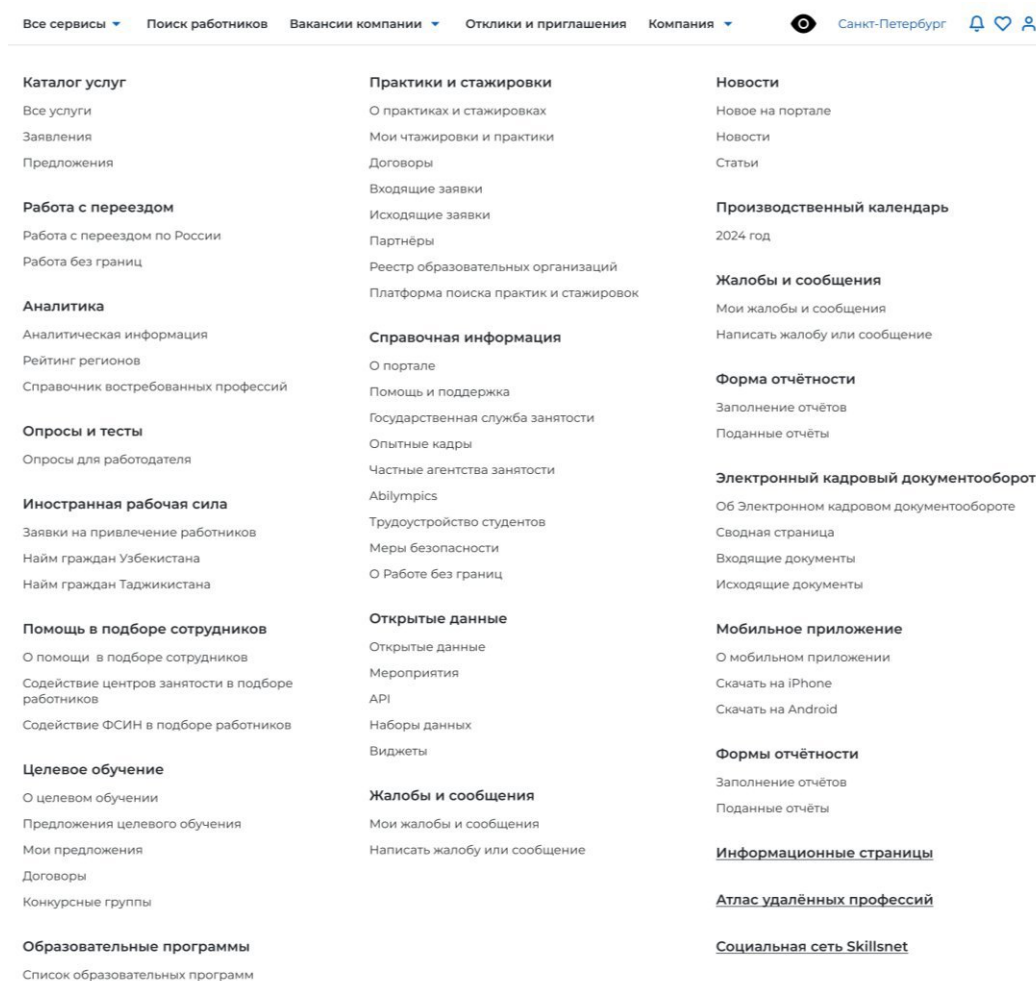 Все сервисы
Поиск работников
Вакансии компании
Отклики и приглашения
Компания
Санкт-Петербург
Каталог услуг
Все услуги
Заявления
Предложения
Работа с переездом
Работа с переездом по России
Работа без границ
Аналитика
Аналитическая информация
Рейтинг регионов
Справочник востребованных профессий
Опросы и тесты
Опросы для работодателя
Иностранная рабочая сила
Заявки на привлечение работников
Найм граждан Узбекистана
Найм граждан Таджикистана
Помощь в подборе сотрудников
О помощи в подборе сотрудников
Содействие центров занятости в подборе
работников
Содействие ФСИН в подборе работников
Целевое обучение
О целевом обучении
Предложения целевого обучения
Мои предложения
Договоры
Конкурсные группы
Образовательные программы
Список образовательных программ
Практики и стажировки
О практиках и стажировках
Мои чтажировки и практики
Договоры
Входящие заявки
Исходящие заявки
Партнёры
Реестр образовательных организаций
Платформа поиска практик и стажировок
Справочная информация
О портале
Помощь и поддержка
Государственная служба занятости
Опытные кадры
Частные агентства занятости
Abilympics
Трудоустройство студентов
Меры безопасности
О Работе без границ
Открытые данные
Открытые данные
Мероприятия
API
Наборы данных
Виджеты
Жалобы и сообщения
Мои жалобы и сообщения
Написать жалобу или сообщение
Новости
Новое на портале
Новости
Статьи
Производственный календарь
2024 год
Жалобы и сообщения
Мои жалобы и сообщения
Написать жалобу или сообщение
Форма отчётности
Заполнение отчётов
Поданные отчёты
Электронный кадровый документооборот
Об Электронном кадровом документообороте
Сводная страница
Входящие документы
Исходящие документы
Мобильное приложение
О мобильном приложении
Скачать на iPhone
Скачать на Android
Формы отчётности
Заполнение отчётов
Поданные отчёты
Информационные страницы
Атлас удалённых профессий
Социальная сеть Skillsnet